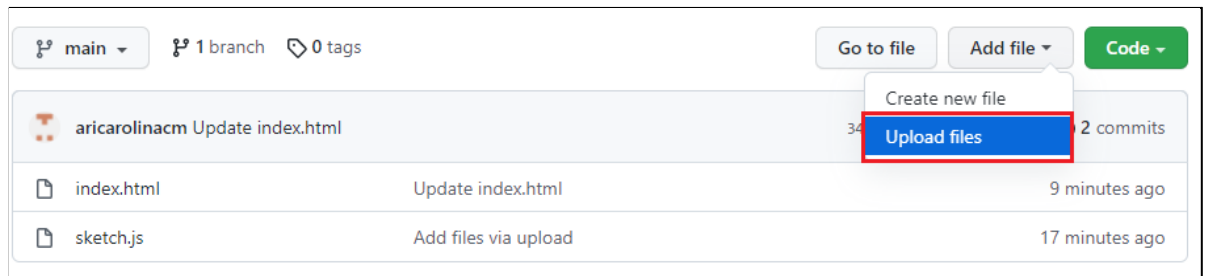 main 1 branch 0 tags Go to file Add file Code
Create new file
aricarolinacm Update index.html 34 2 commits
Upload files
index.html Update index.html 9 minutes ago
sketch.js Add files via upload 17 minutes ago